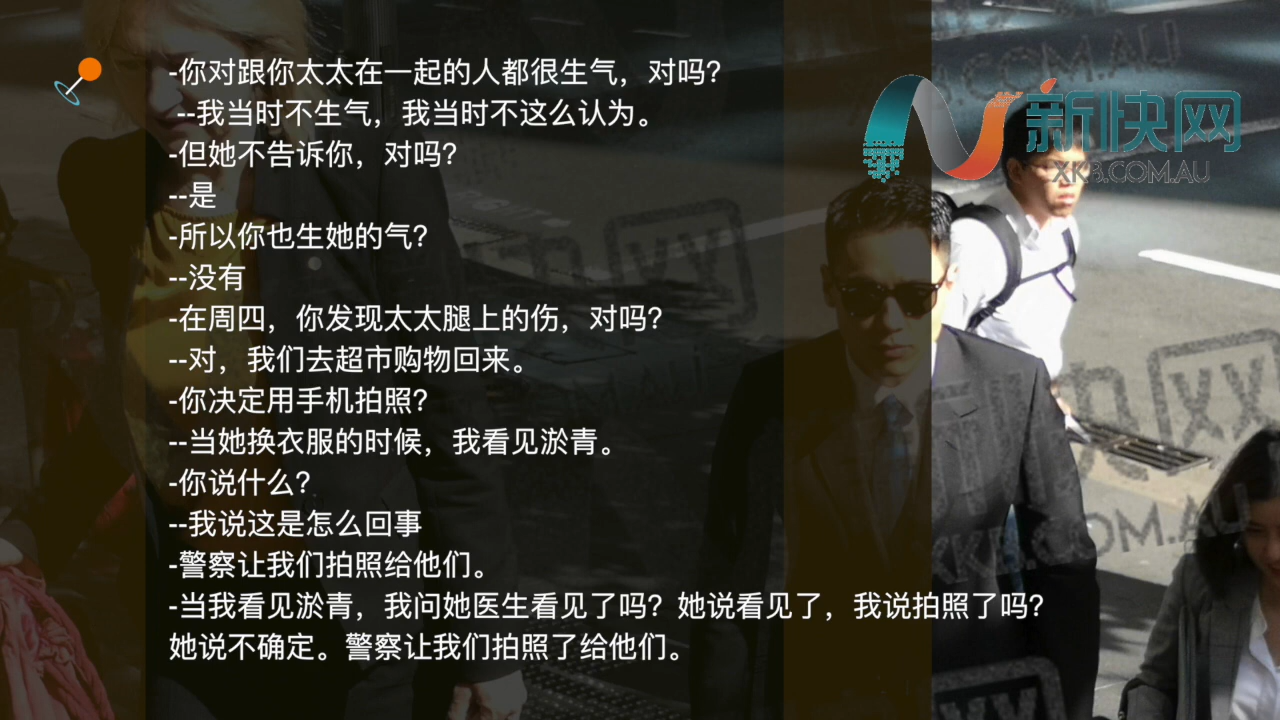 -你对跟你太太在一起的人都很生气，对吗？
--我当时不生气，我当时不这么认为。
-但她不告诉你，对吗？
--是
-所以你也生她的气？
--没有
-在周四，你发现太太腿上的伤，对吗？
--对，我们去超市购物回来。
-你决定用手机拍照？
--当她换衣服的时候，我看见淤青。
-你说什么？
--我说这是怎么回事
-警察让我们拍照给他们。
-当我看见淤青，我问她医生看见了吗？她说看见了，我说拍照了吗？
她说不确定。警察让我们拍照了给他们。
新快网
XKB.COM.AU